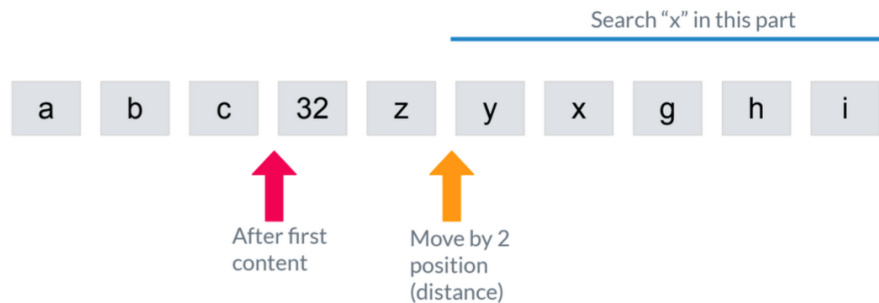 Search “x” in this part
a b c 32 z y x g h i
After first
content
Move by 2
position
(distance)